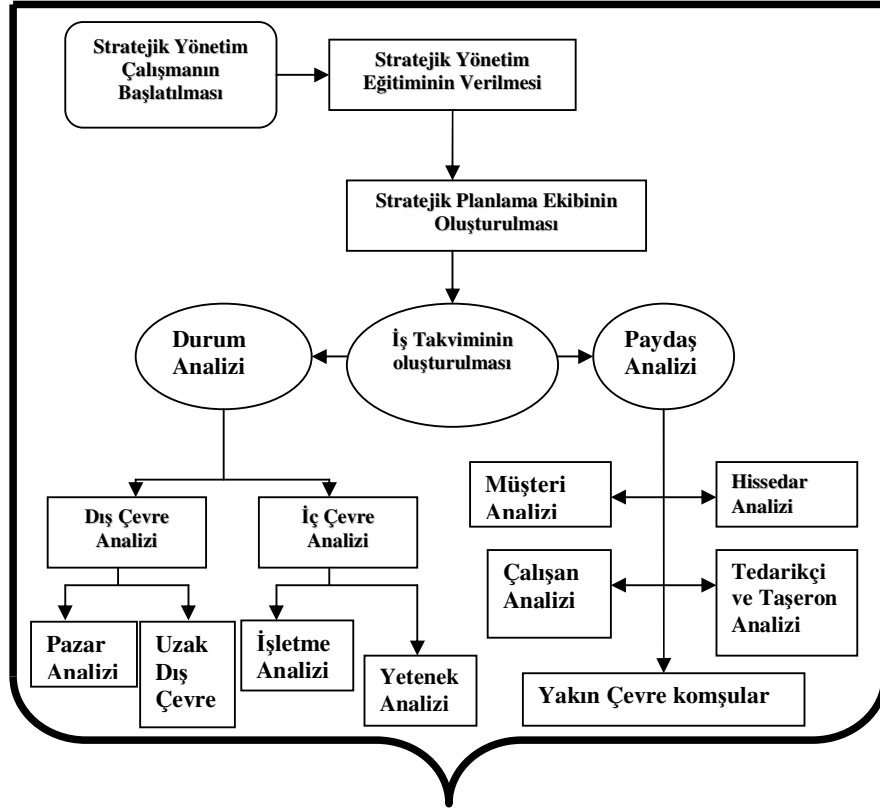 Stratejik Yönetim
Çalışmanın
Başlatılması
Stratejik Yönetim
Eğitiminin Verilmesi
Stratejik Planlama Ekibinin
Oluşturulması
Durum
Analizi
İş Takviminin
oluşturulması
Paydaş
Analizi
Dış Çevre
Analizi
İç Çevre
Analizi
Müşteri
Analizi
Hissedar
Analizi
Çalışan
Analizi
Tedarikçi
ve Taşeron
Analizi
Pazar
Analizi
Uzak
Dış
Çevre
İşletme
Analizi
Yetenek
Analizi
Yakın Çevre komşular